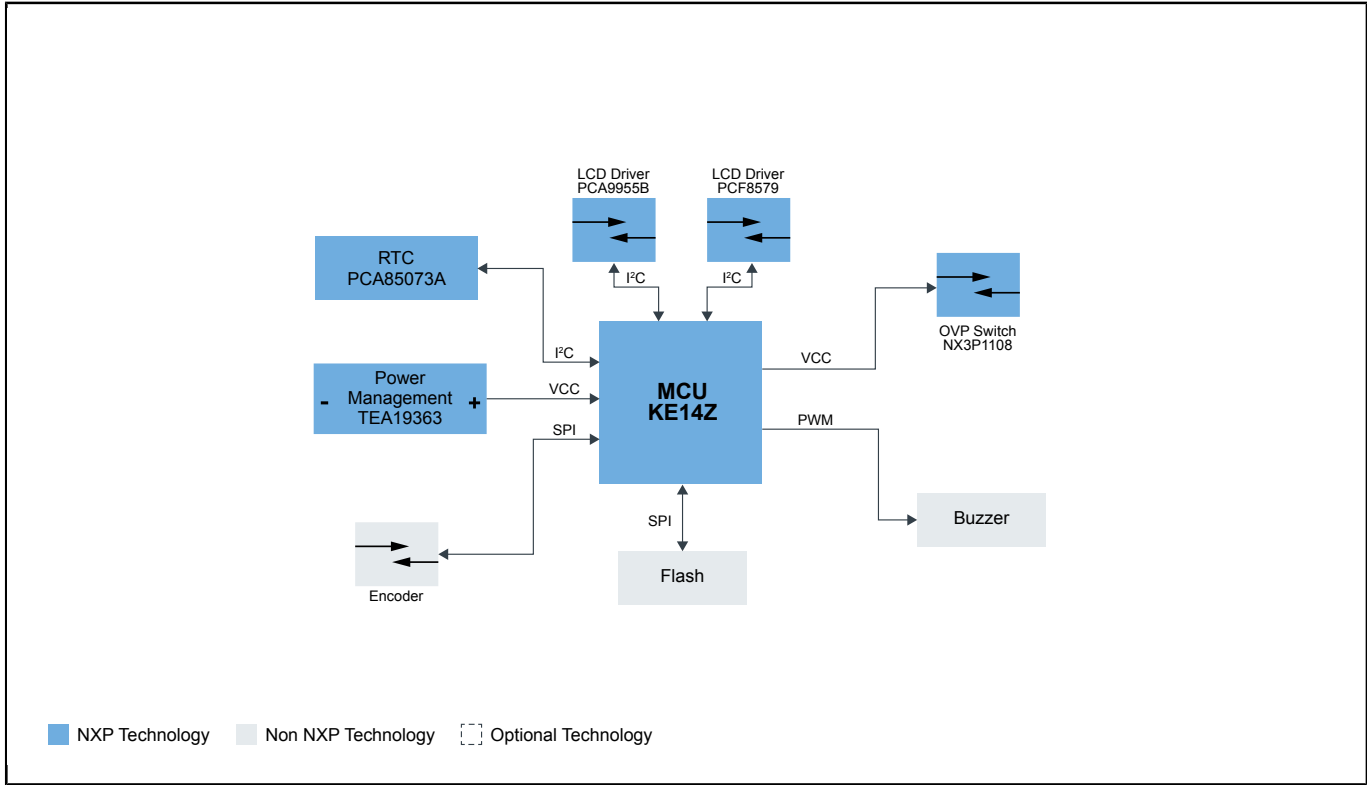 LCD Driver
PCA9955B
LCD Driver
PCF8579
RTC
PCA85073A
I²C
I²C
OVP Switch
NX3P1108
I²C
VCC
Power
Management
TEA19363
- +
VCC
MCU
KE14Z
SPI
PWM
SPI
Buzzer
Flash
Encoder
NXP Technology
Non NXP Technology
Optional Technology